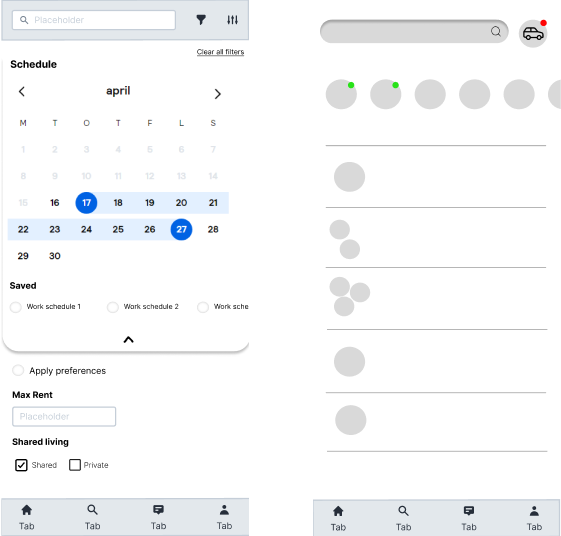 Placeholder
Clear all filters
Schedule
april
M T O T F L S
1 2 3 4 5 6 7
8 9 10 11 12 13 14
15 16 17 18 19 20 21
22 23 24 25 26 27 28
29 30
Saved
Work schedule 1 Work schedule 2 Work sche
Apply preferences
Max Rent
Placeholder
Shared living
Shared Private
Tab Tab Tab Tab
Tab Tab Tab Tab